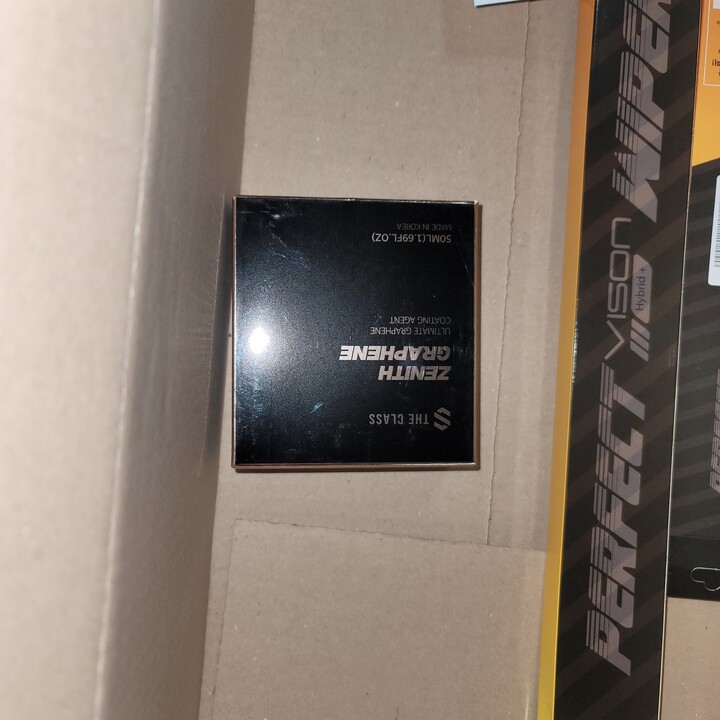 THE CLASS
ZENITH
GRAPHENE
ULTIMATE GRAPHENE
COATING AGENT
50ML(1.69FL.OZ)
MADE IN KOREA
PERFECT VISON WIPER
Hybrid+